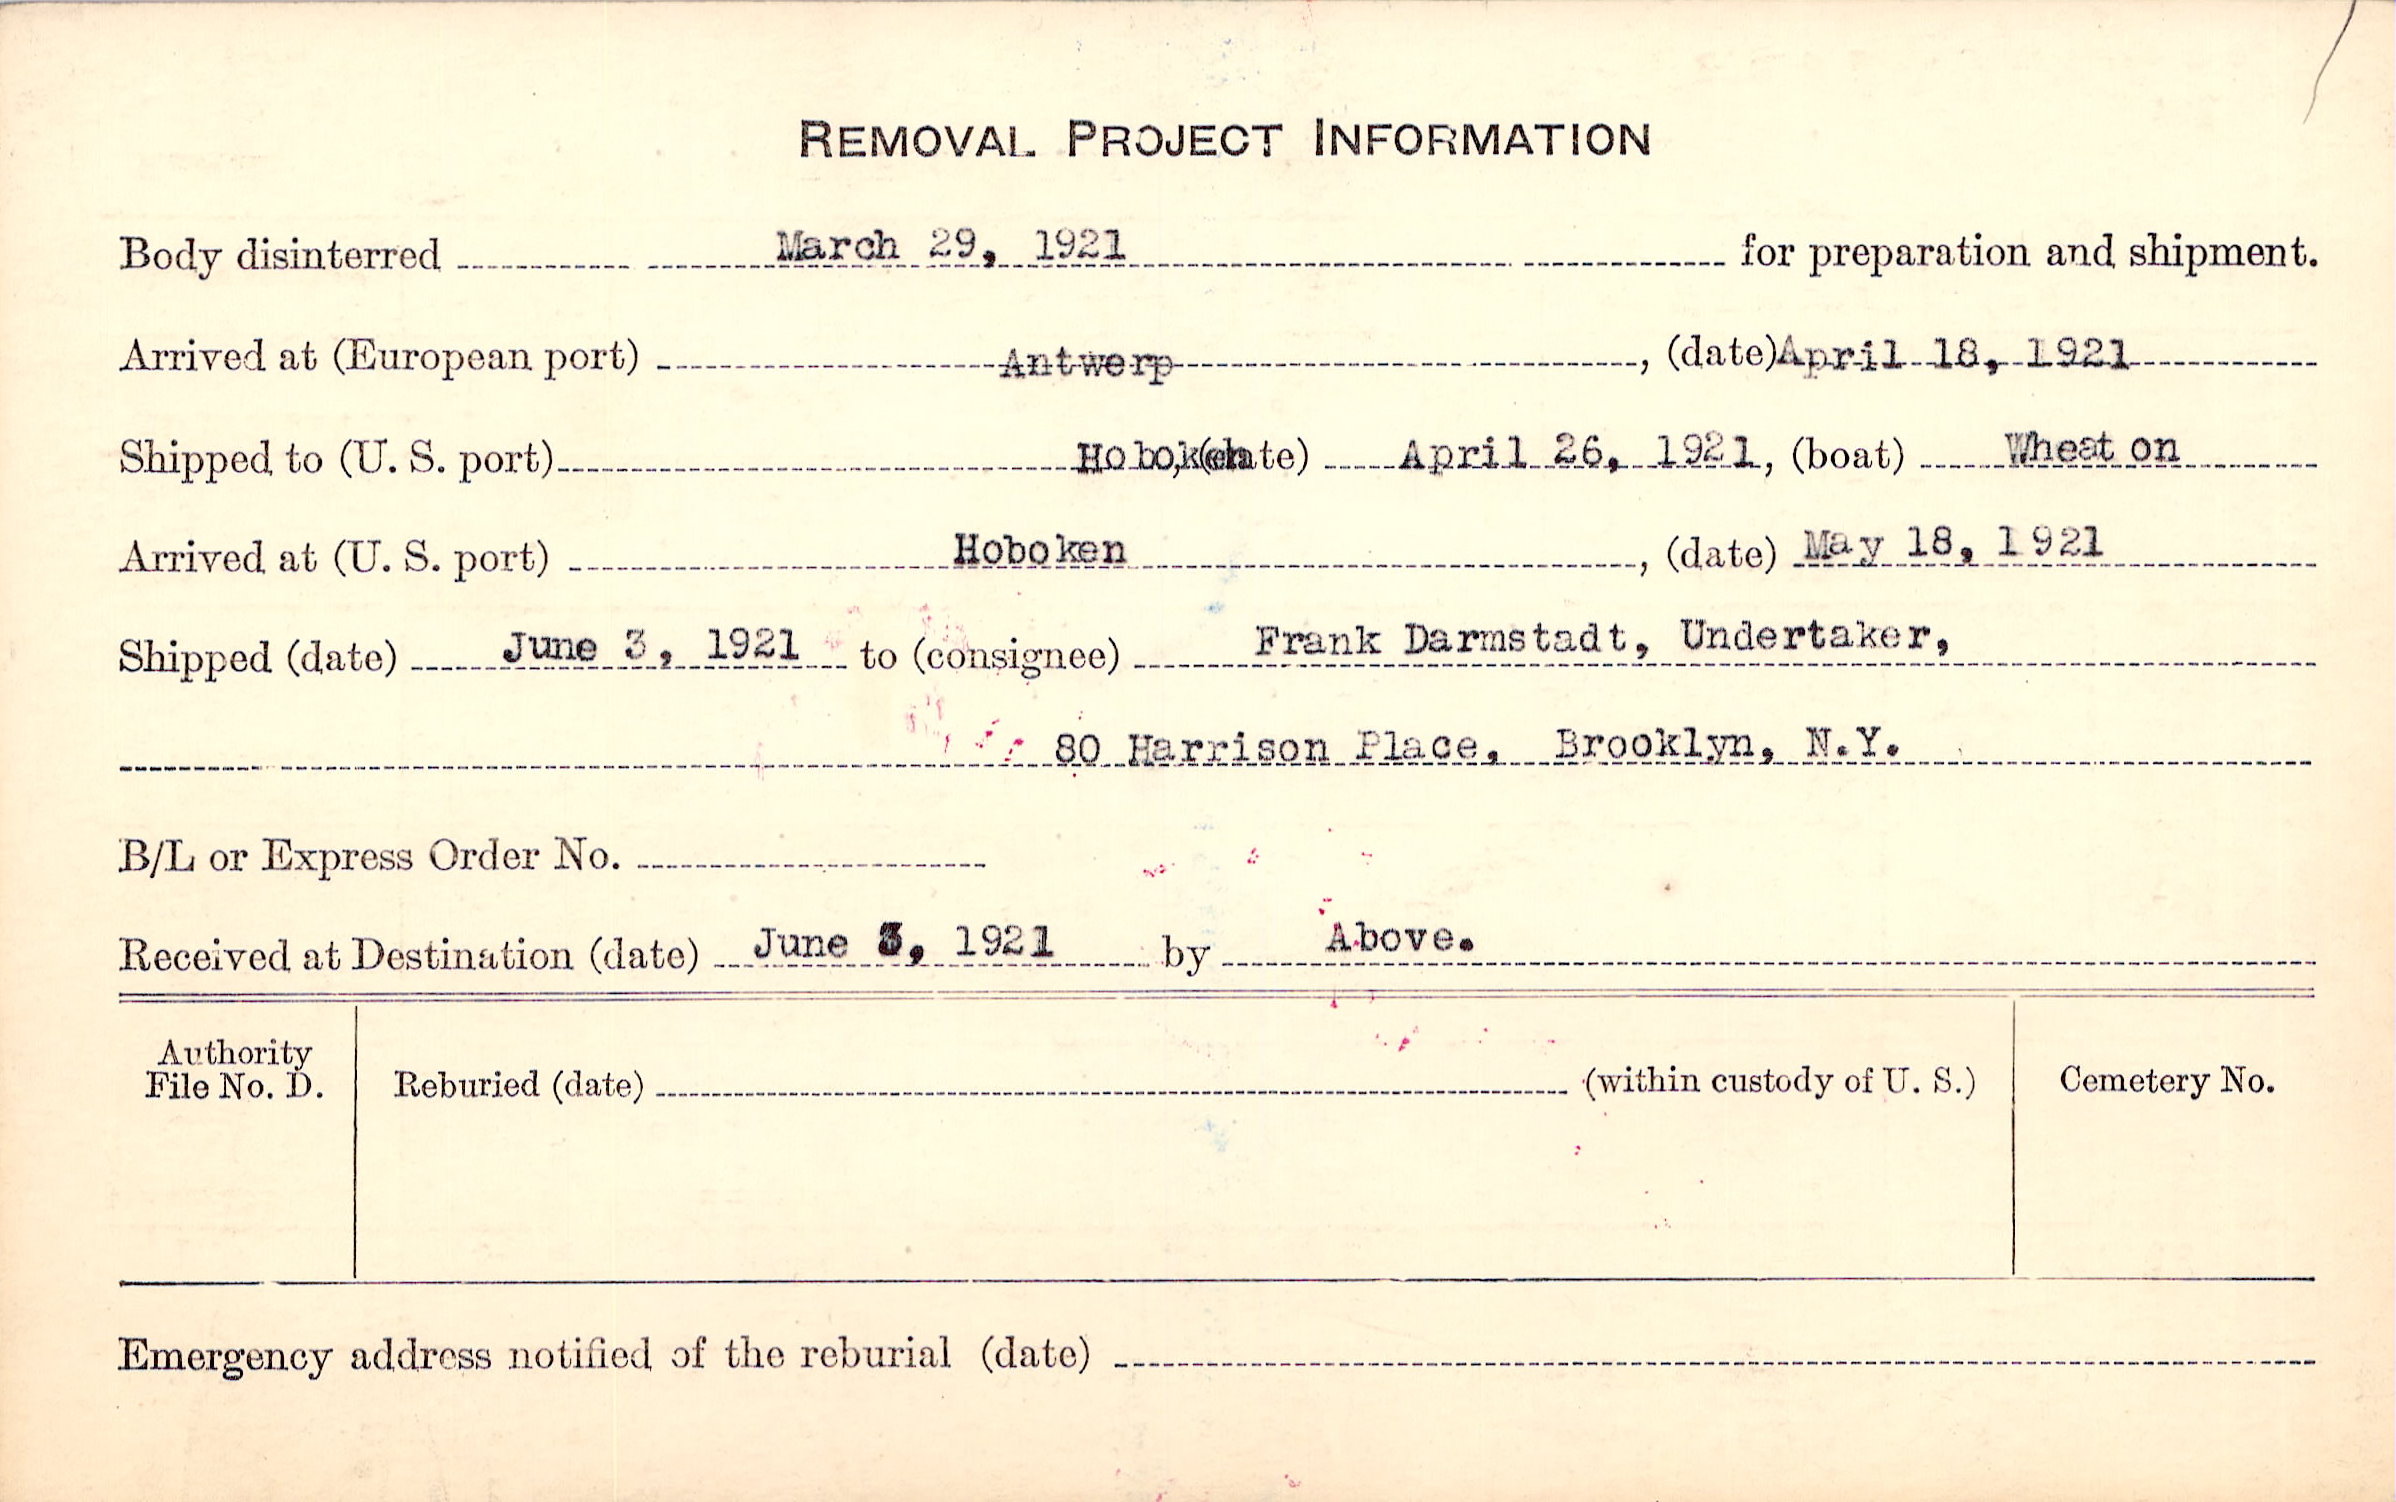 REMOVAL PROJECT INFORMATION
Body disinterred March 29, 1921 for preparation and shipment.
Arrived at (European port) Antwerp, (date) April 18, 1921
Shipped to (U. S. port) Hoboken, (date) April 26, 1921, (boat) Wheaton
Arrived at (U. S. port) Hoboken, (date) May 18, 1921
Shipped (date) June 3, 1921 to (consignee) Frank Darmstadt, Undertaker,
80 Harrison Place, Brooklyn, N.Y.
B/L or Express Order No.
Received at Destination (date) June 3, 1921 by Above.
Authority
File No. D. Reburied (date) (within custody of U. S.) Cemetery No.
Emergency address notified of the reburial (date)